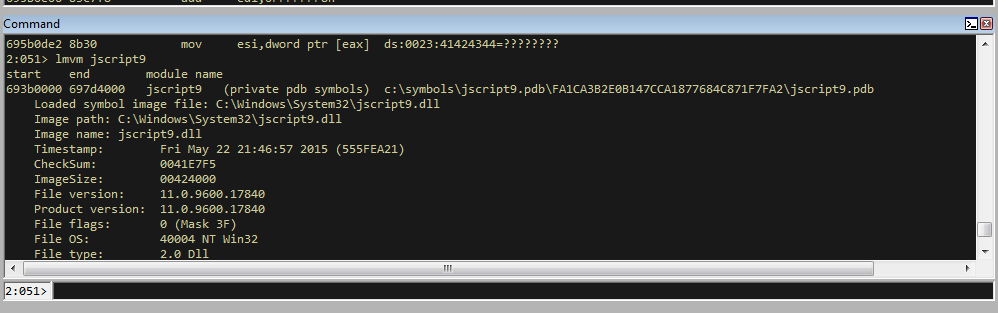 Command
695b0de2 8b30            mov     esi,dword ptr [eax]  ds:0023:41424344=????????
2:051> lmvm jscript9
start    end        module name
693b0000 697d4000   jscript9   (private pdb symbols)  c:\symbols\jscript9.pdb\FA1CA3B2E0B147CCA1877684C871F7FA2\jscript9.pdb
    Loaded symbol image file: C:\Windows\System32\jscript9.dll
    Image path: C:\Windows\System32\jscript9.dll
    Image name: jscript9.dll
    Timestamp:        Fri May 22 21:46:57 2015 (555FEA21)
    CheckSum:         0041E7F5
    ImageSize:        00424000
    File version:     11.0.9600.17840
    Product version:  11.0.9600.17840
    File flags:       0 (Mask 3F)
    File OS:          40004 NT Win32
    File type:        2.0 Dll
2:051>